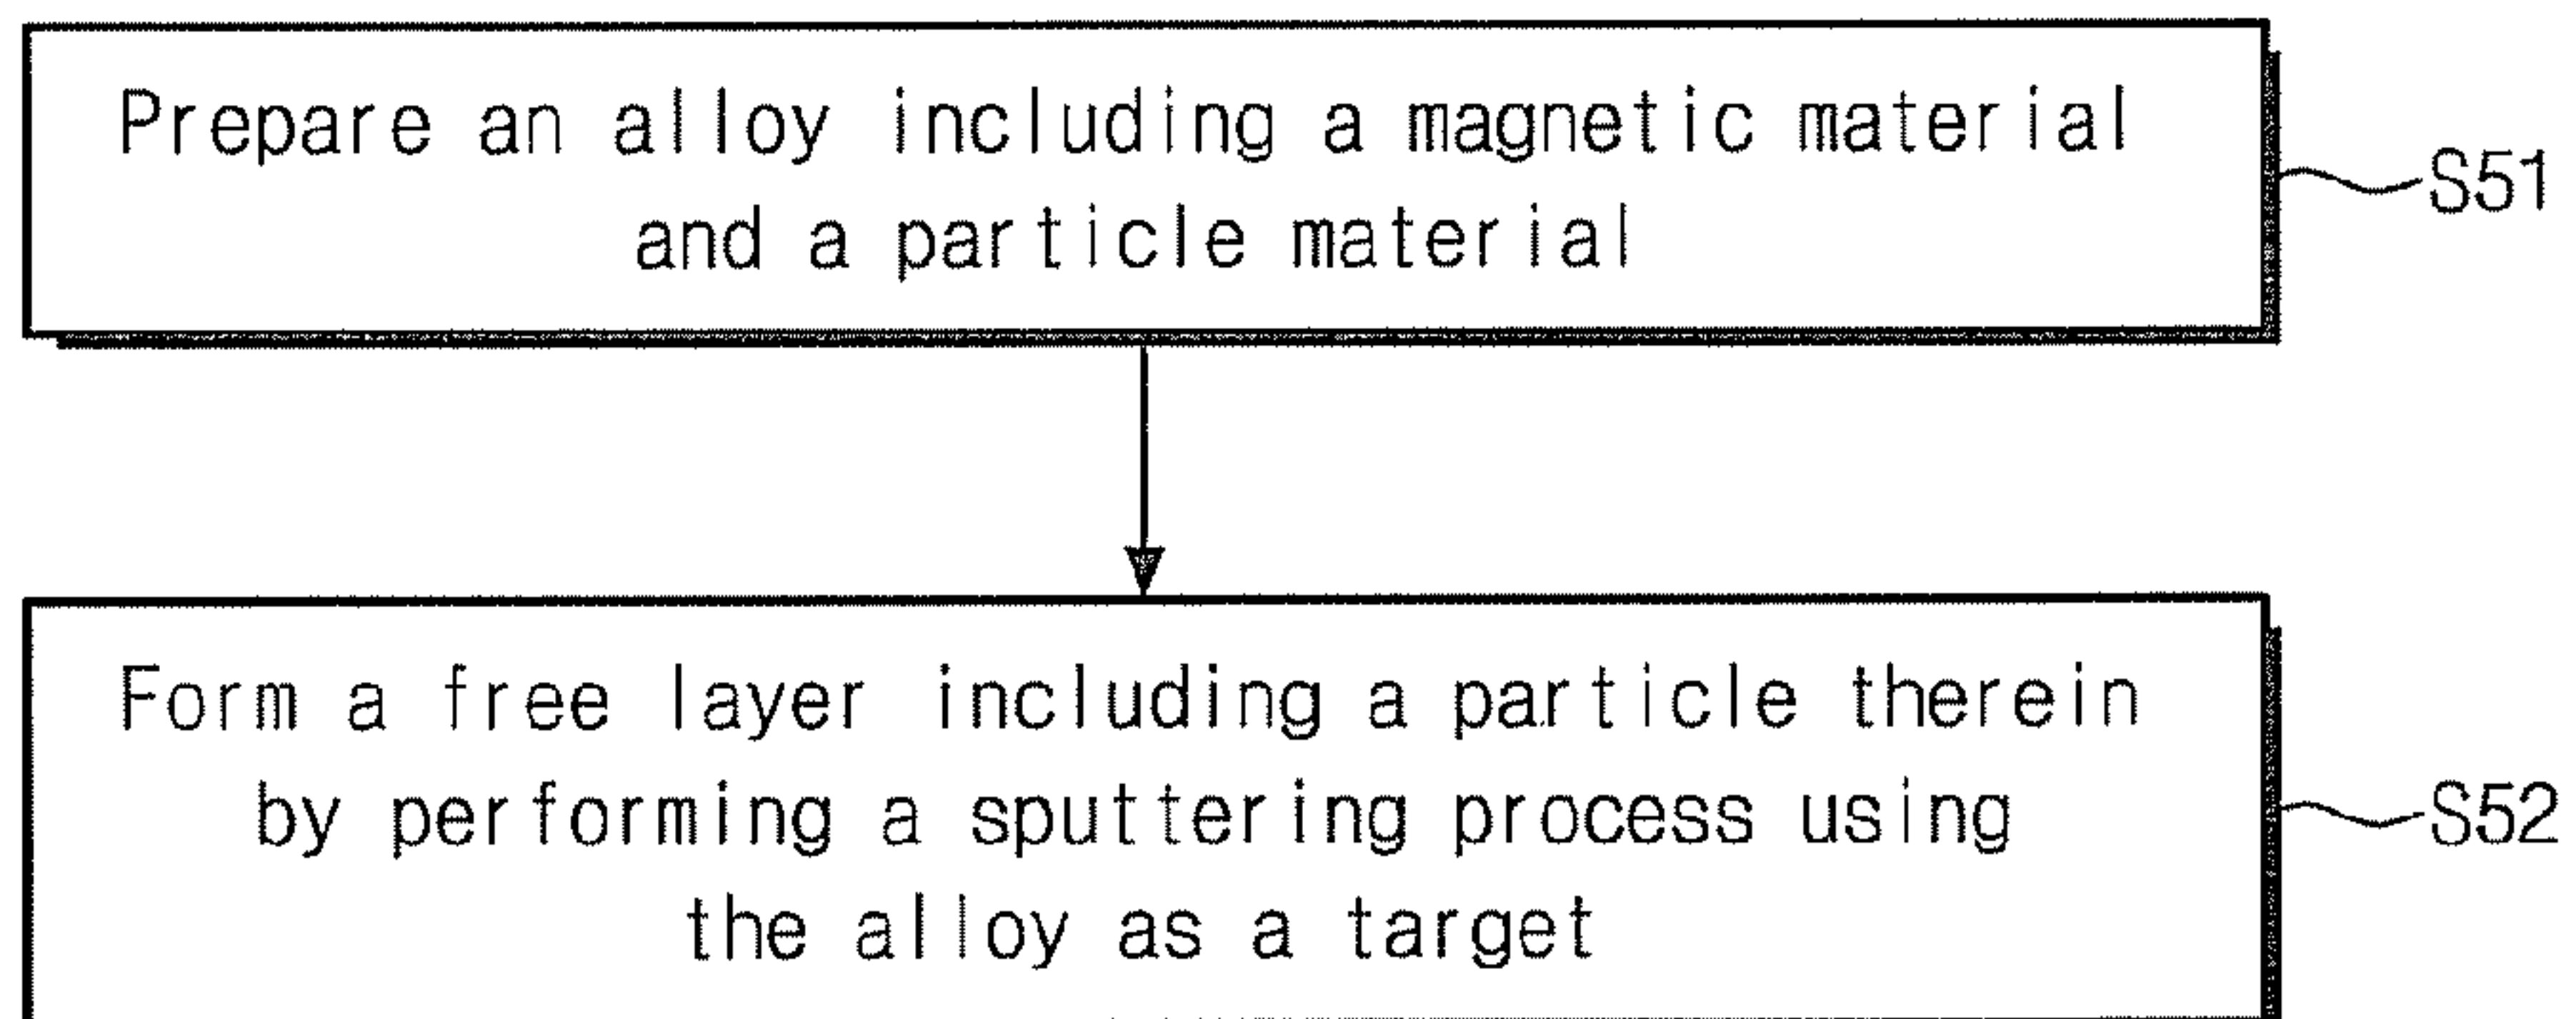 Prepare an alloy including a magnetic material
and a particle material
S51
Form a free layer including a particle therein
by performing a sputtering process using
the alloy as a target
S52